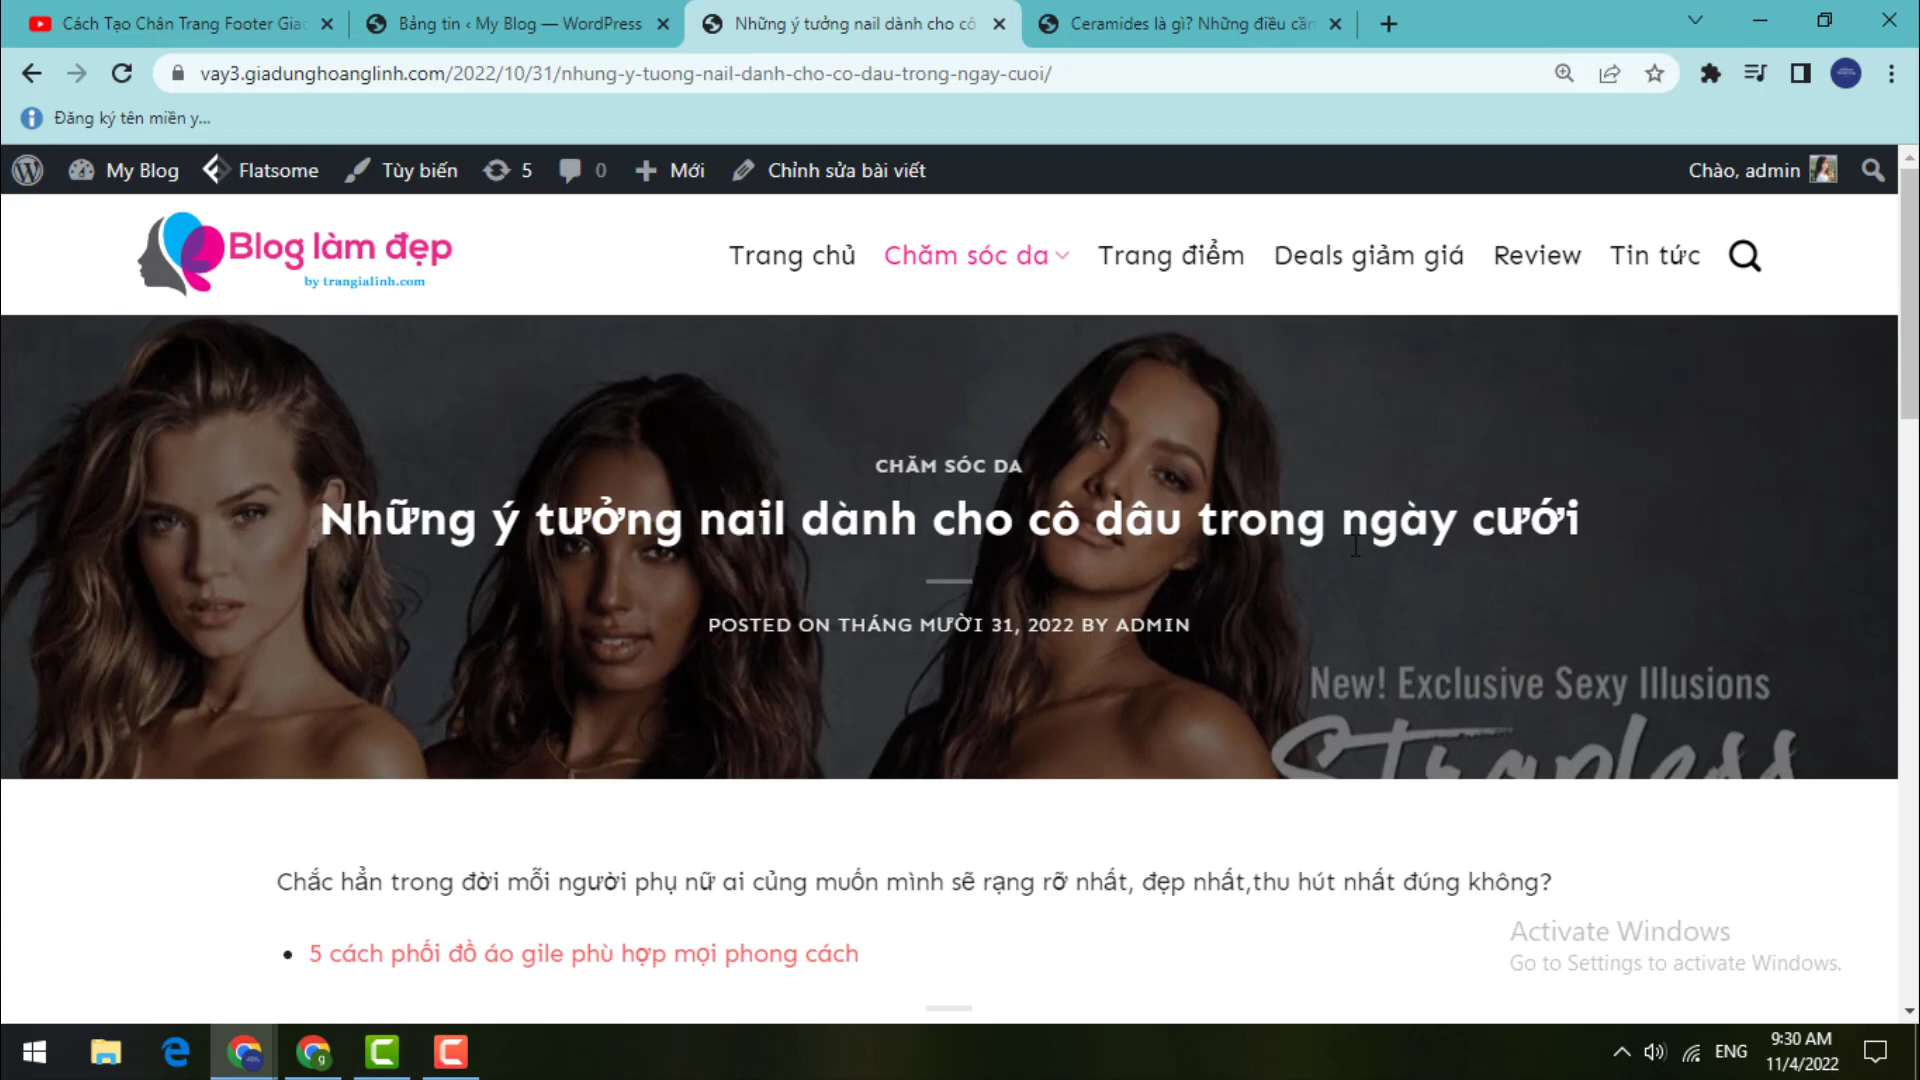 Cách Tạo Chân Trang Footer Giao
Bảng tin ‹ My Blog — WordPress
Những ý tưởng nail dành cho cô
Ceramides là gì? Những điều cần
vay3.giadunghoanglinh.com/2022/10/31/nhung-y-tuong-nail-danh-cho-co-dau-trong-ngay-cuoi/
Đăng ký tên miền y...
My Blog Flatsome Tùy biến 5 0 Mới Chỉnh sửa bài viết Chào, admin
Blog làm đẹp
by trangialinh.com
Trang chủ Chăm sóc da Trang điểm Deals giảm giá Review Tin tức
CHĂM SÓC DA
Những ý tưởng nail dành cho cô dâu trong ngày cưới
POSTED ON THÁNG MƯỜI 31, 2022 BY ADMIN
New! Exclusive Sexy Illusions
Strapless
Chắc hẳn trong đời mỗi người phụ nữ ai củng muốn mình sẽ rạng rỡ nhất, đẹp nhất,thu hút nhất đúng không?
• 5 cách phối đồ áo gile phù hợp mọi phong cách
Activate Windows
Go to Settings to activate Windows.
ENG
9:30 AM
11/4/2022